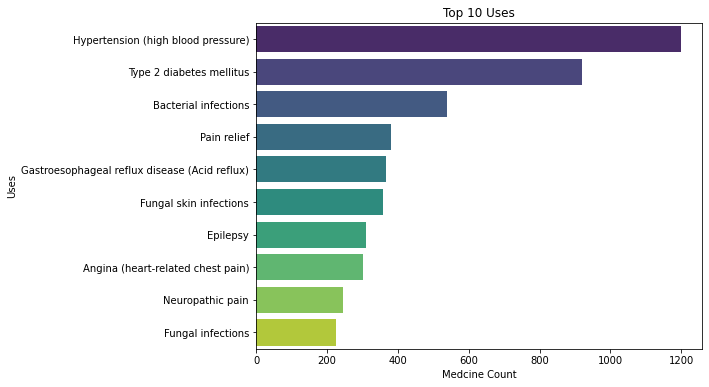 Top 10 Uses
Uses
Hypertension (high blood pressure)
Type 2 diabetes mellitus
Bacterial infections
Pain relief
Gastroesophageal reflux disease (Acid reflux)
Fungal skin infections
Epilepsy
Angina (heart-related chest pain)
Neuropathic pain
Fungal infections
0 200 400 600 800 1000 1200
Medcine Count